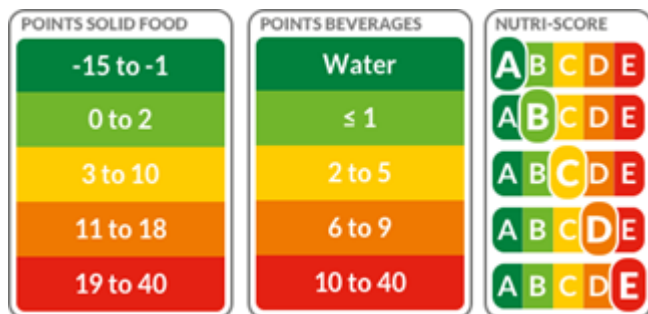 POINTS SOLID FOOD POINTS BEVERAGES NUTRI-SCORE
-15 to -1 Water A B C D E
0 to 2 ≤ 1 A B C D E
3 to 10 2 to 5 A B C D E
11 to 18 6 to 9 A B C D E
19 to 40 10 to 40 A B C D E